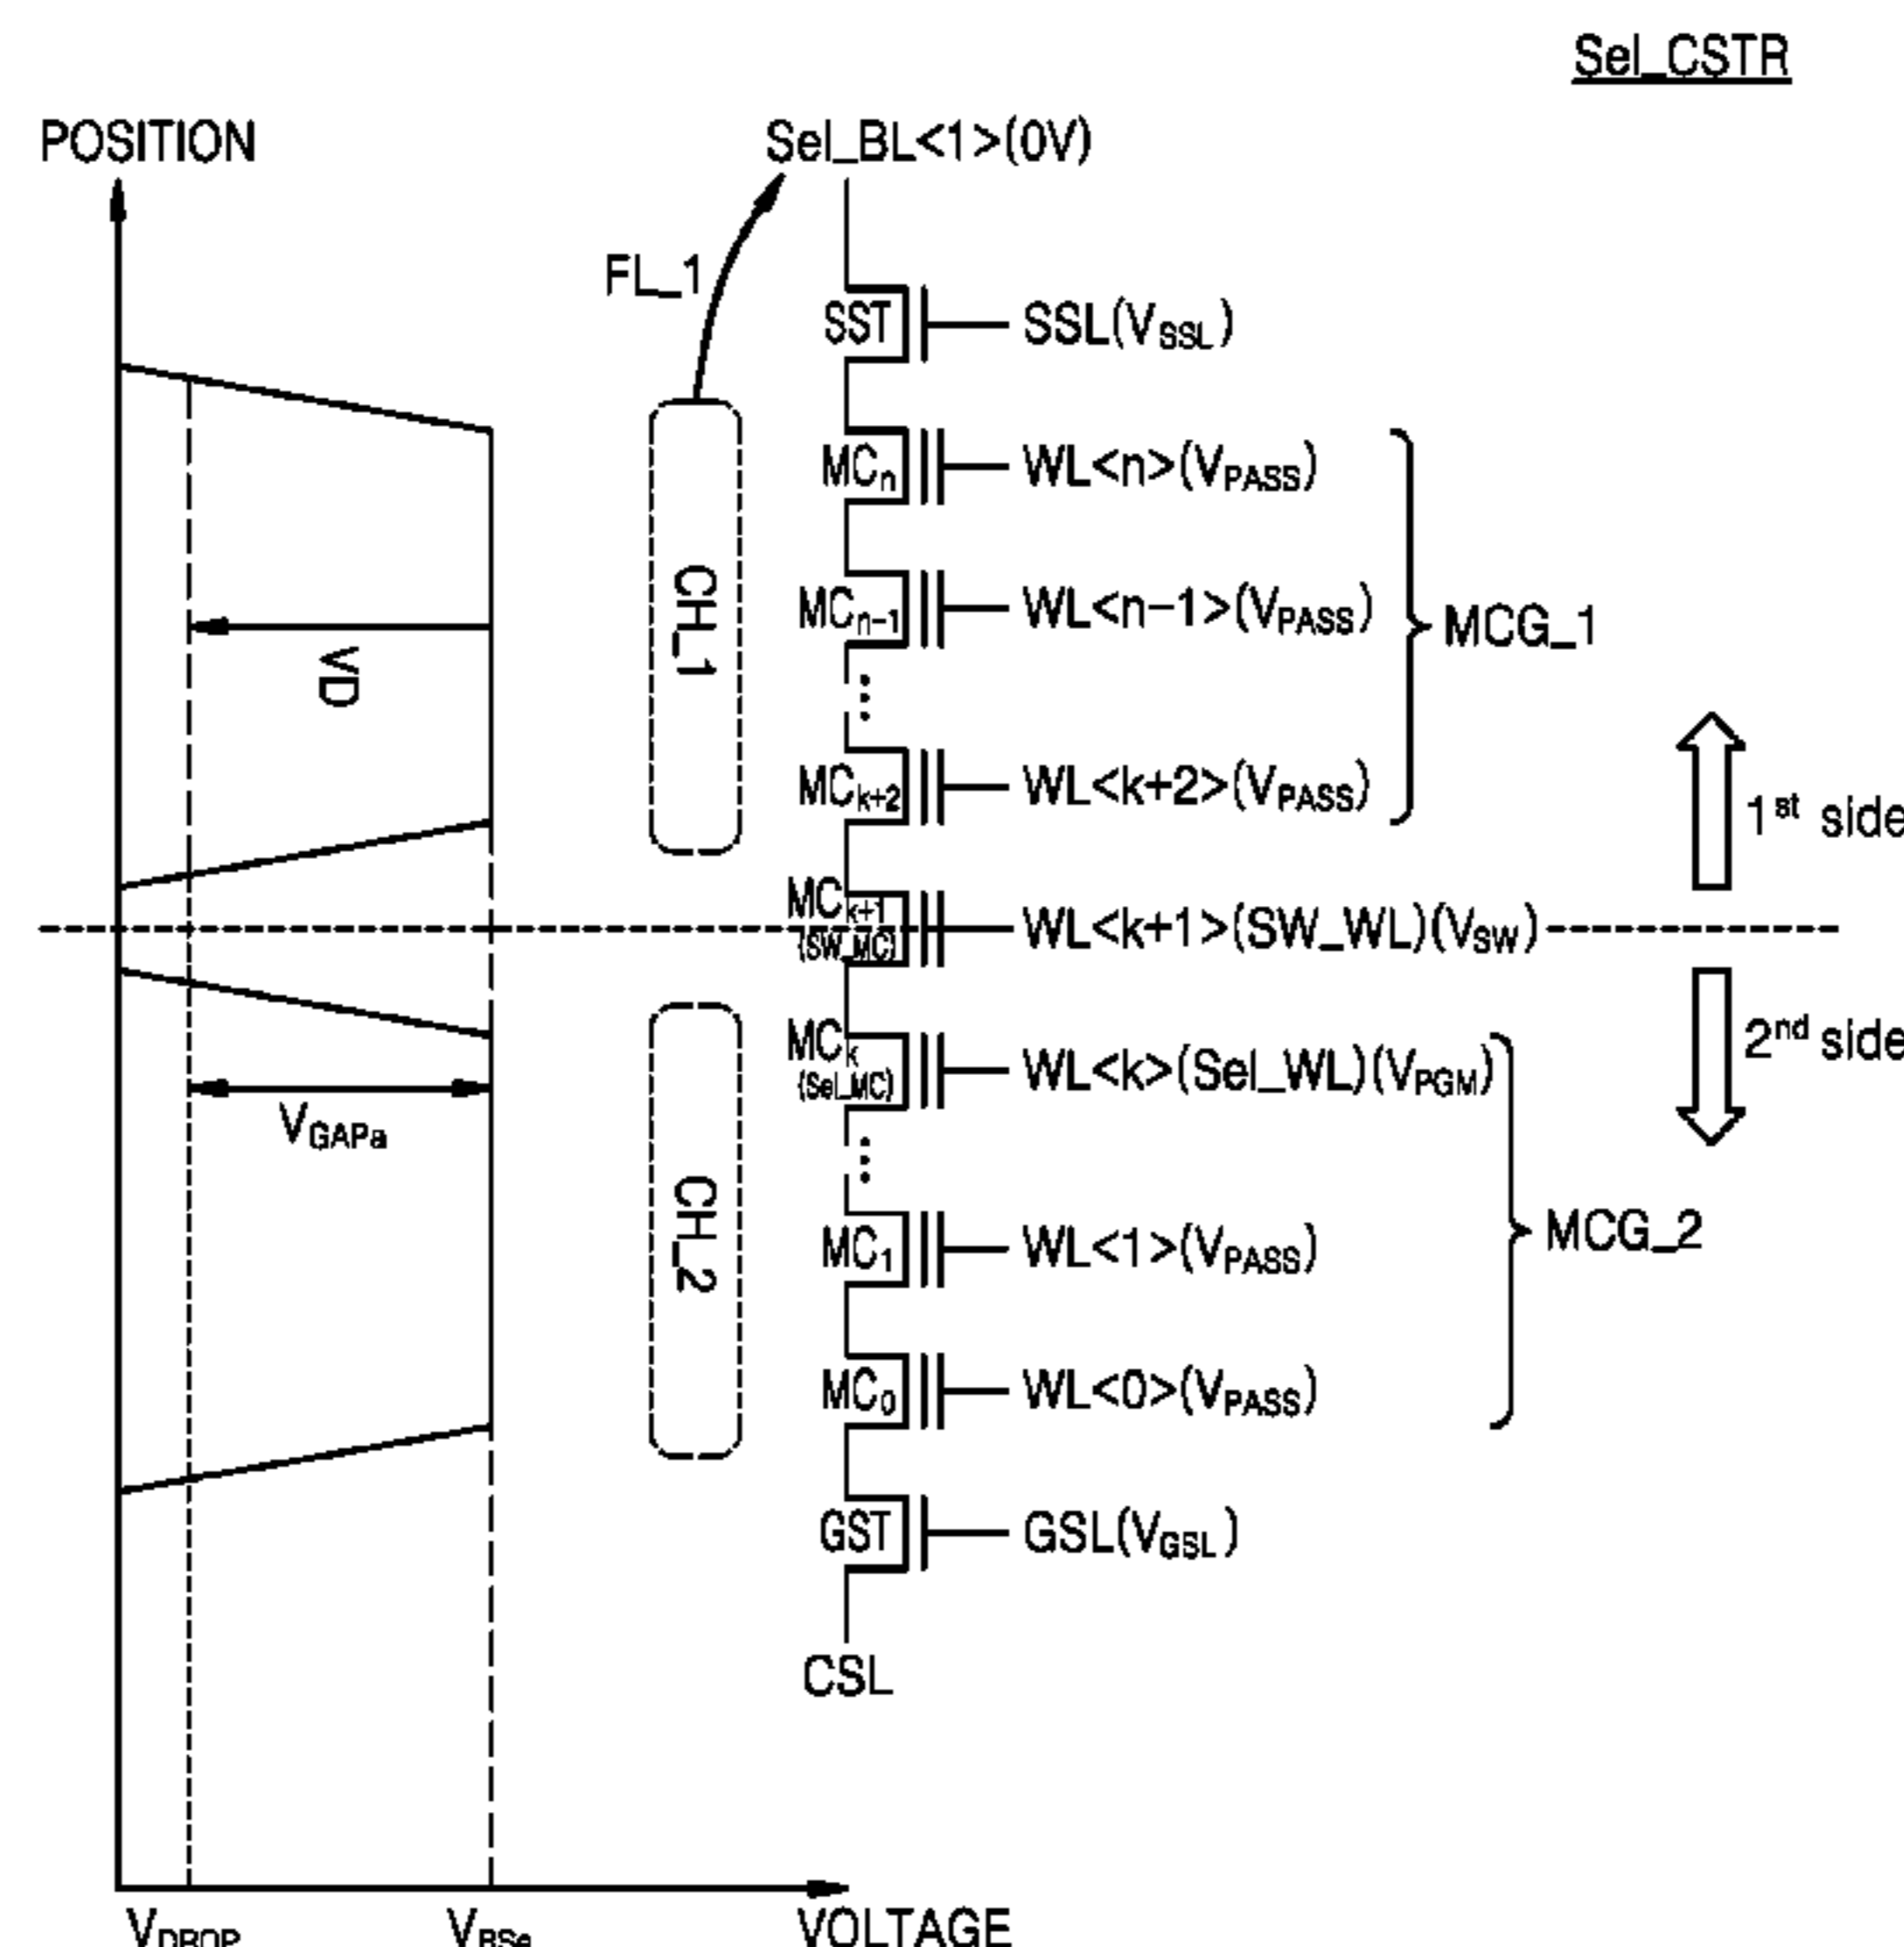 Sel_CSTR
POSITION
Sel_BL<1>(0V)
FL_1
SST
SSL(VSSL)
MCn
WL<n>(VPASS)
MCn-1
WL<n-1>(VPASS)
MCG_1
VD
CH_1
MCk+2
WL<k+2>(VPASS)
1st side
MCk+1
(SW_MC)
WL<k+1>(SW_WL)(VSW)
MCk
(Sel_MC)
WL<k>(Sel_WL)(VPGM)
2nd side
VGAPa
CH_2
MC1
WL<1>(VPASS)
MCG_2
MC0
WL<0>(VPASS)
GST
GSL(VGSL)
CSL
VDROP
VBSe
VOLTAGE